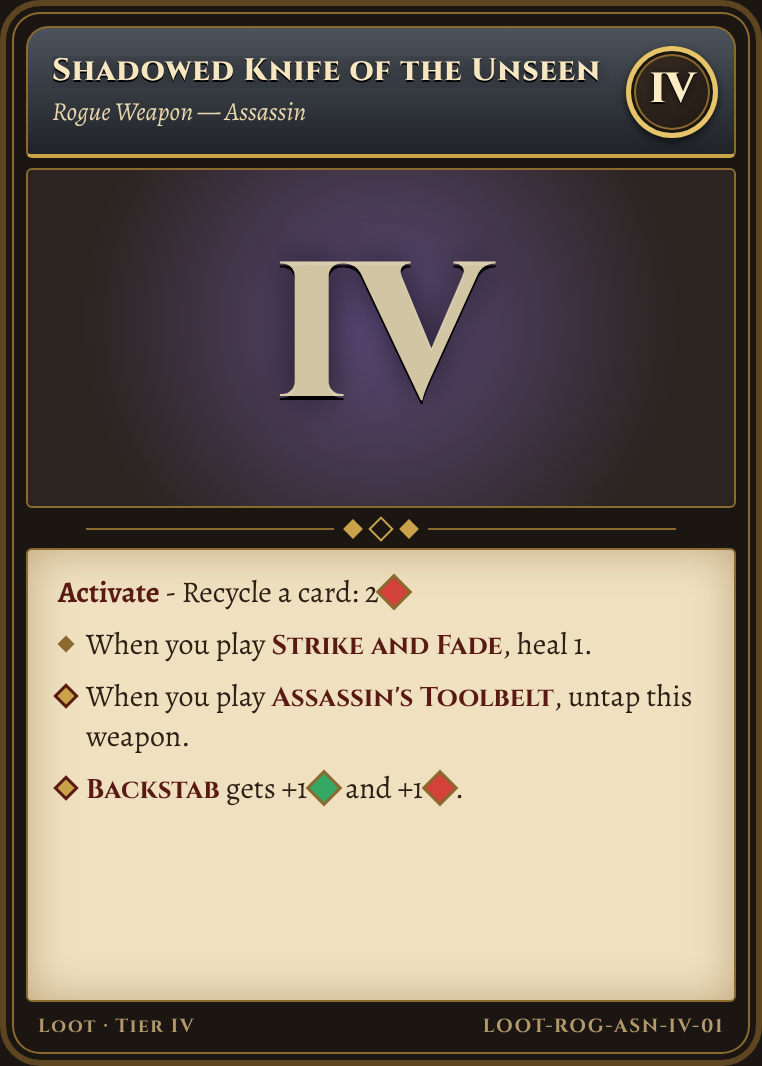 Shadowed Knife of the Unseen
IV
Rogue Weapon — Assassin
IV
Activate - Recycle a card: 2
When you play Strike and Fade, heal 1.
When you play Assassin's Toolbelt, untap this
weapon.
Backstab gets +1 and +1.
Loot · Tier IV
LOOT-ROG-ASN-IV-01